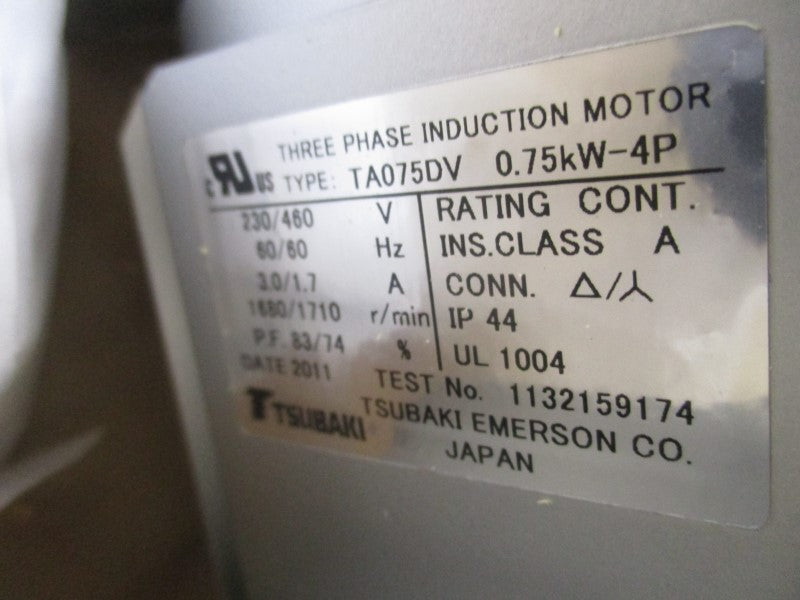 THREE PHASE INDUCTION MOTOR
c RU US TYPE: TA075DV 0.75kW-4P
230/460 V RATING CONT.
60/60 Hz INS.CLASS A
3.0/1.7 A CONN. Δ/⅄
1680/1710 r/min IP 44
P.F. 83/74 % UL 1004
DATE 2011 TEST No. 1132159174
TSUBAKI TSUBAKI EMERSON CO.
JAPAN